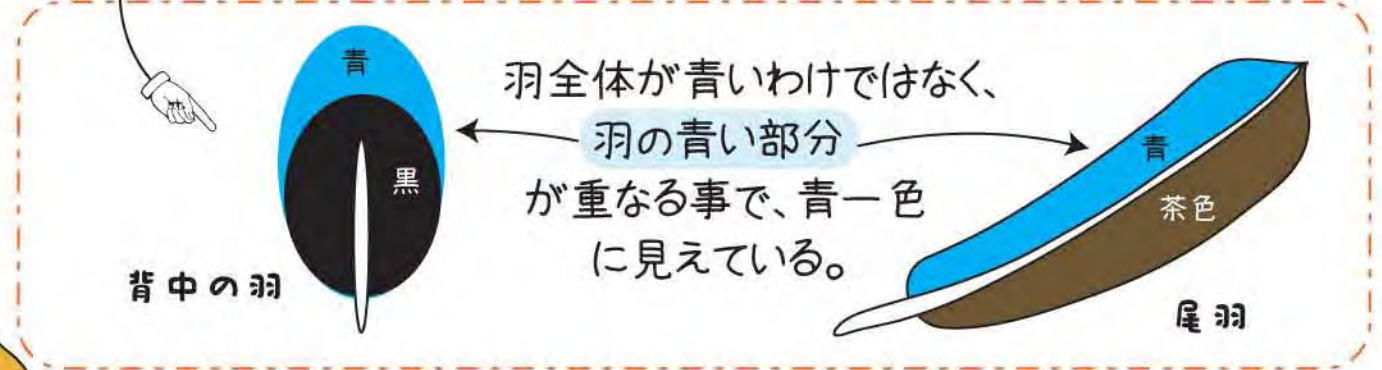 青
黒
背中の羽
羽全体が青いわけではなく、
羽の青い部分
が重なる事で、青一色
に見えている。
青
茶色
尾羽